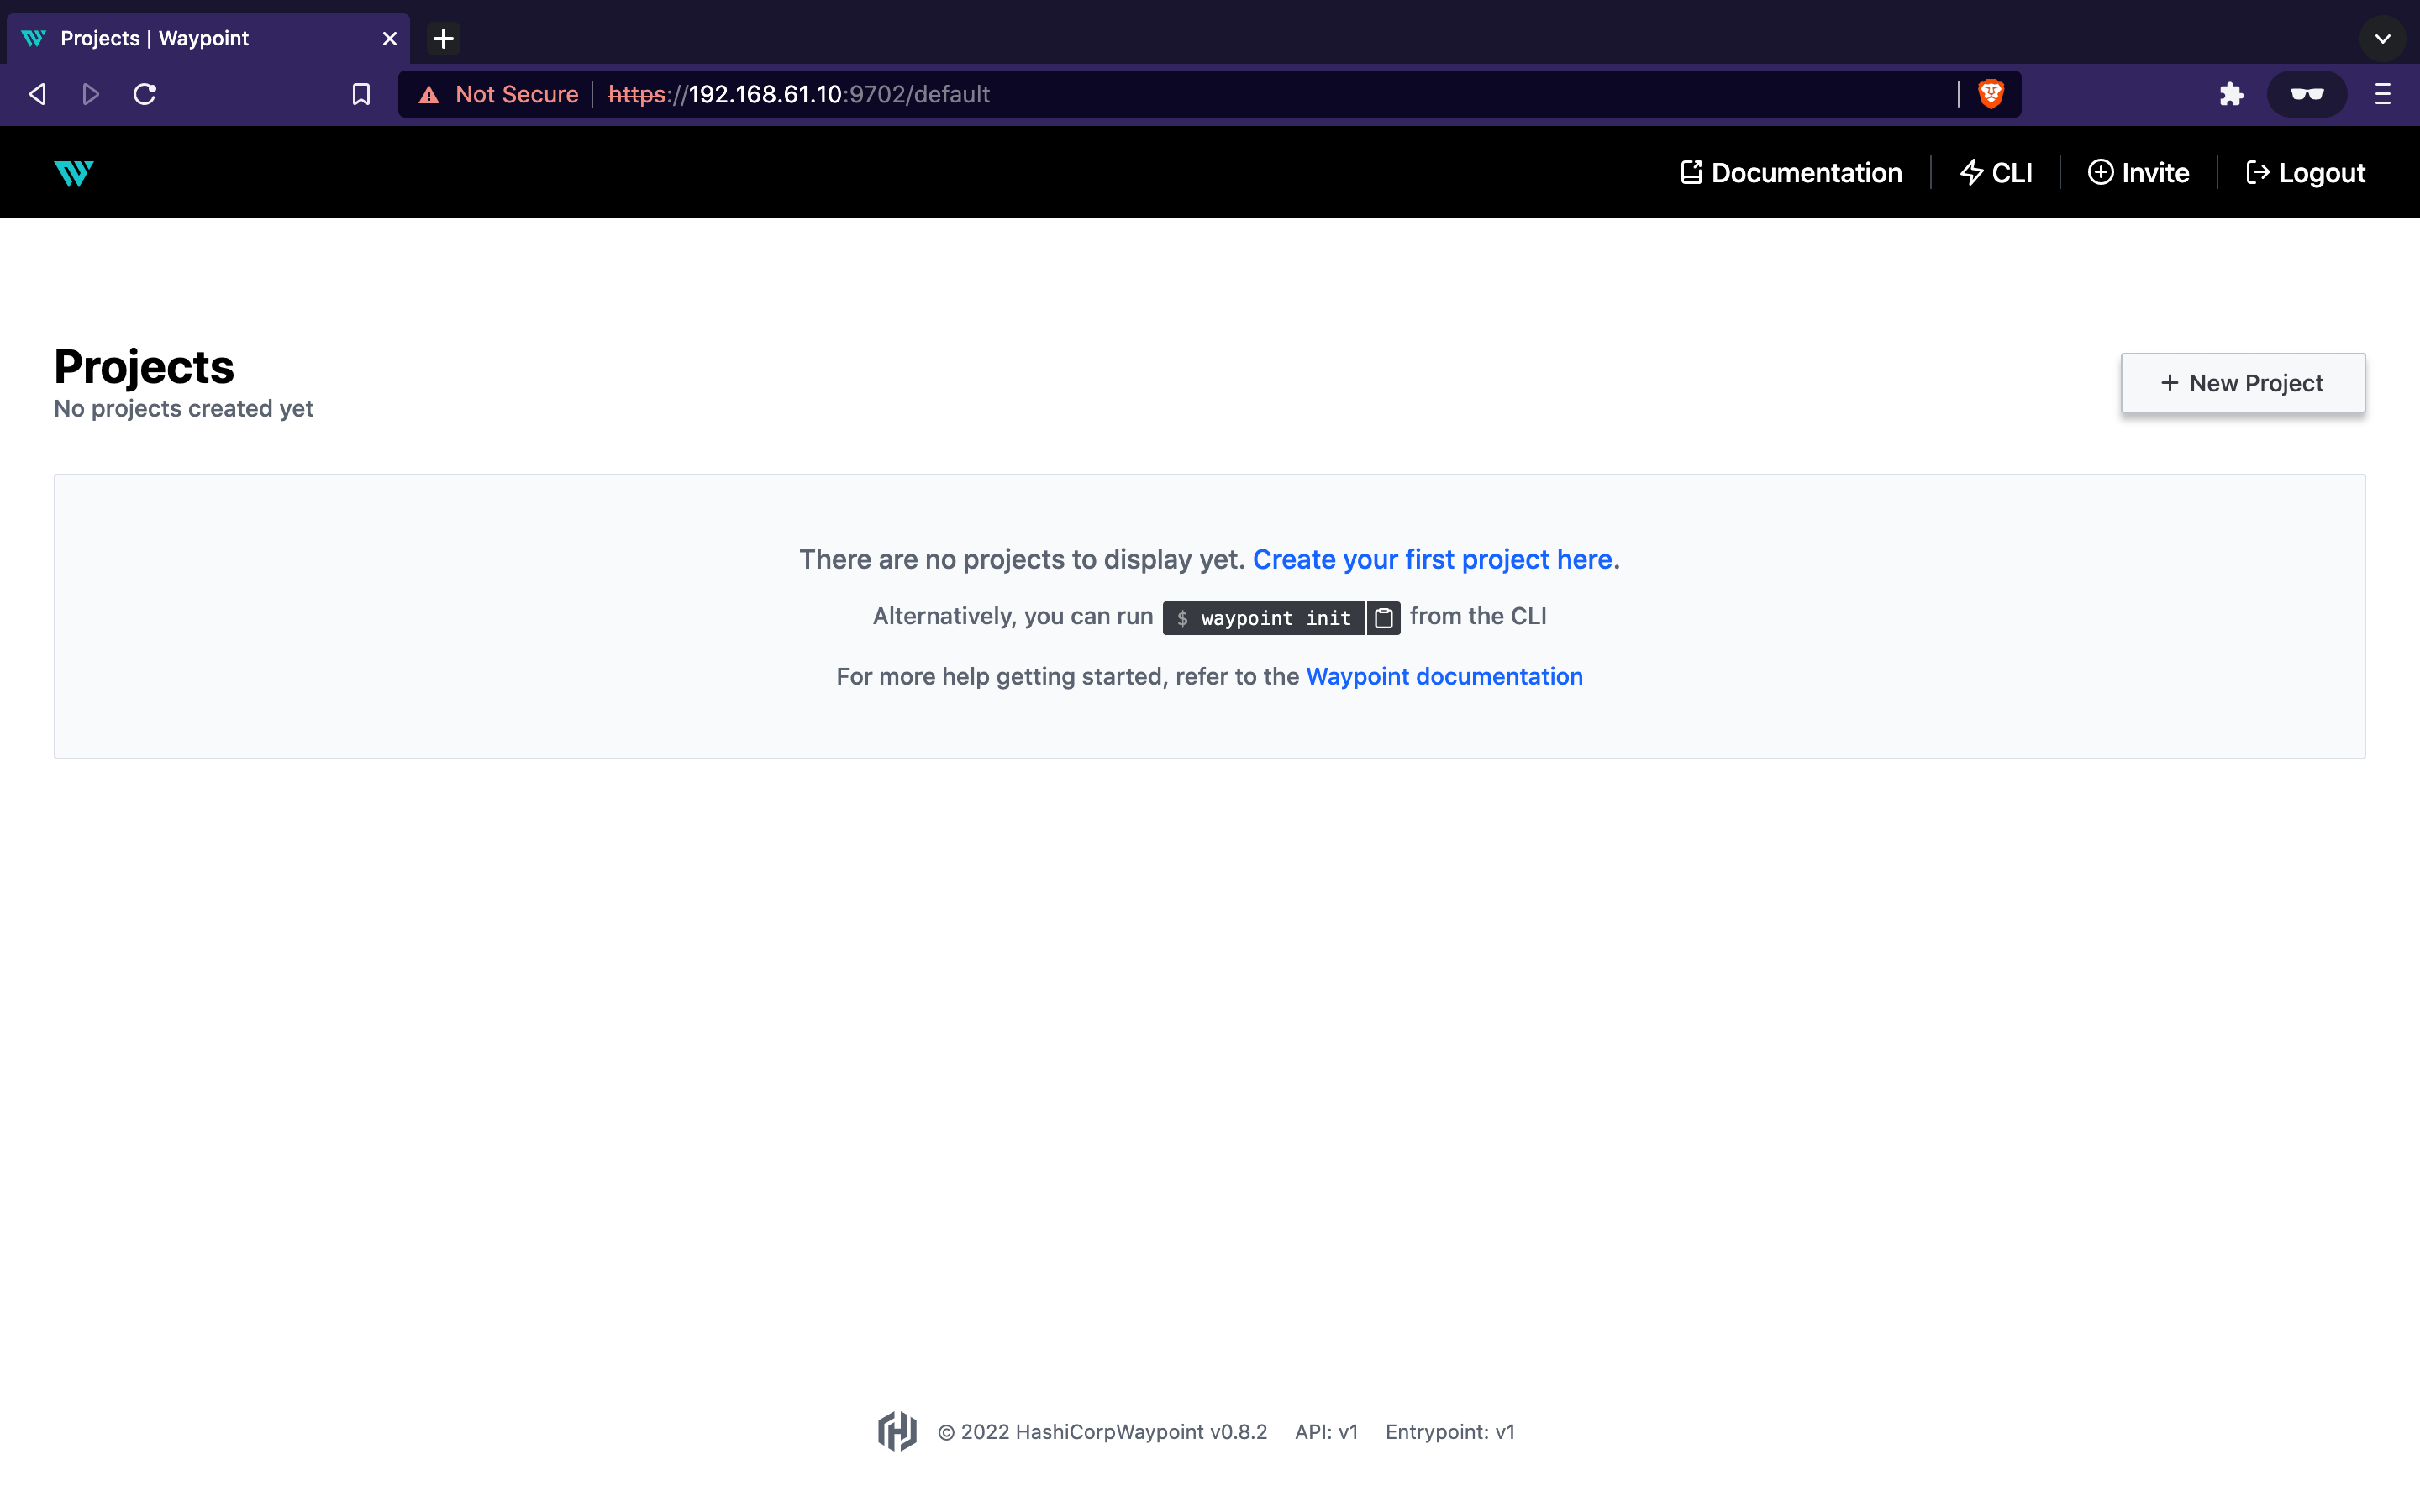 Projects | Waypoint
Not Secure https://192.168.61.10:9702/default
Documentation CLI Invite Logout
Projects
No projects created yet
+ New Project
There are no projects to display yet. Create your first project here.
Alternatively, you can run $ waypoint init from the CLI
For more help getting started, refer to the Waypoint documentation
© 2022 HashiCorpWaypoint v0.8.2 API: v1 Entrypoint: v1